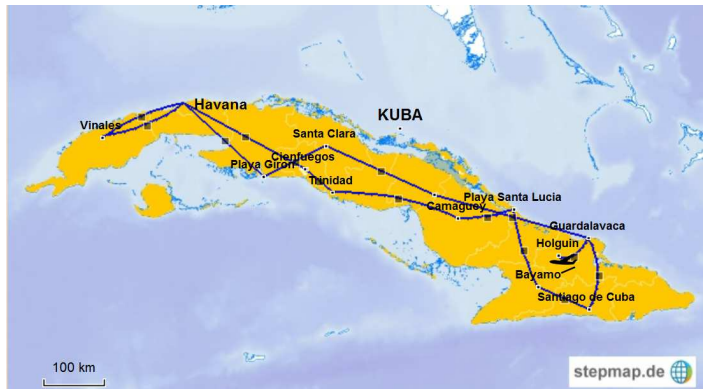 Havana
KUBA
Vinales
Santa Clara
Cienfuegos
Playa Giron
Trinidad
Playa Santa Lucia
Camaguey
Guardalavaca
Holguin
Bayamo
Santiago de Cuba
100 km
stepmap.de